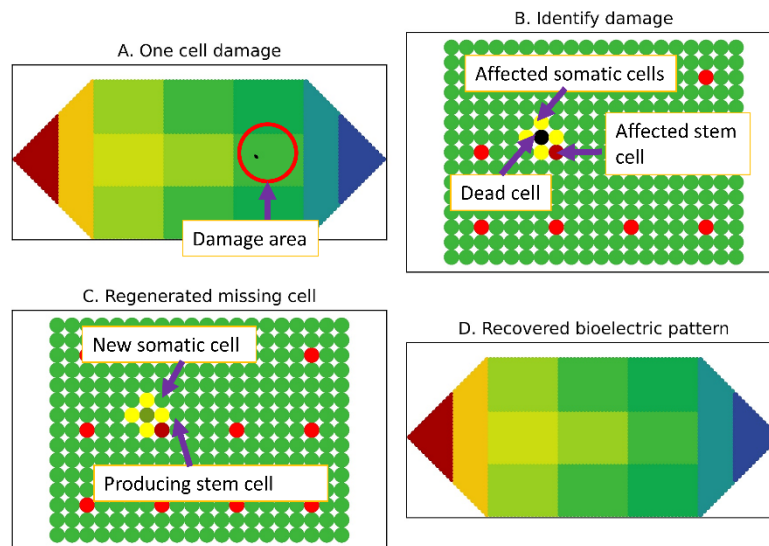 A. One cell damage
Damage area
B. Identify damage
Affected somatic cells
Affected stem
cell
Dead cell
C. Regenerated missing cell
New somatic cell
Producing stem cell
D. Recovered bioelectric pattern